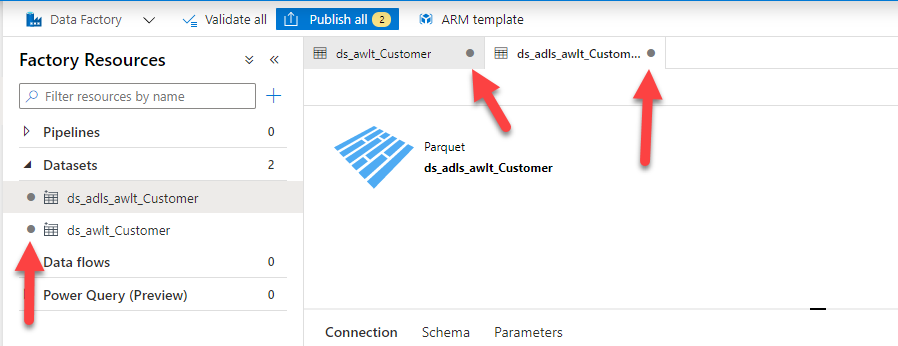 Data Factory Validate all Publish all 2 ARM template
Factory Resources
Filter resources by name
Pipelines 0
Datasets 2
ds_adls_awlt_Customer
ds_awlt_Customer
Data flows 0
Power Query (Preview) 0
ds_awlt_Customer ds_adls_awlt_Custom...
Parquet
ds_adls_awlt_Customer
Connection Schema Parameters